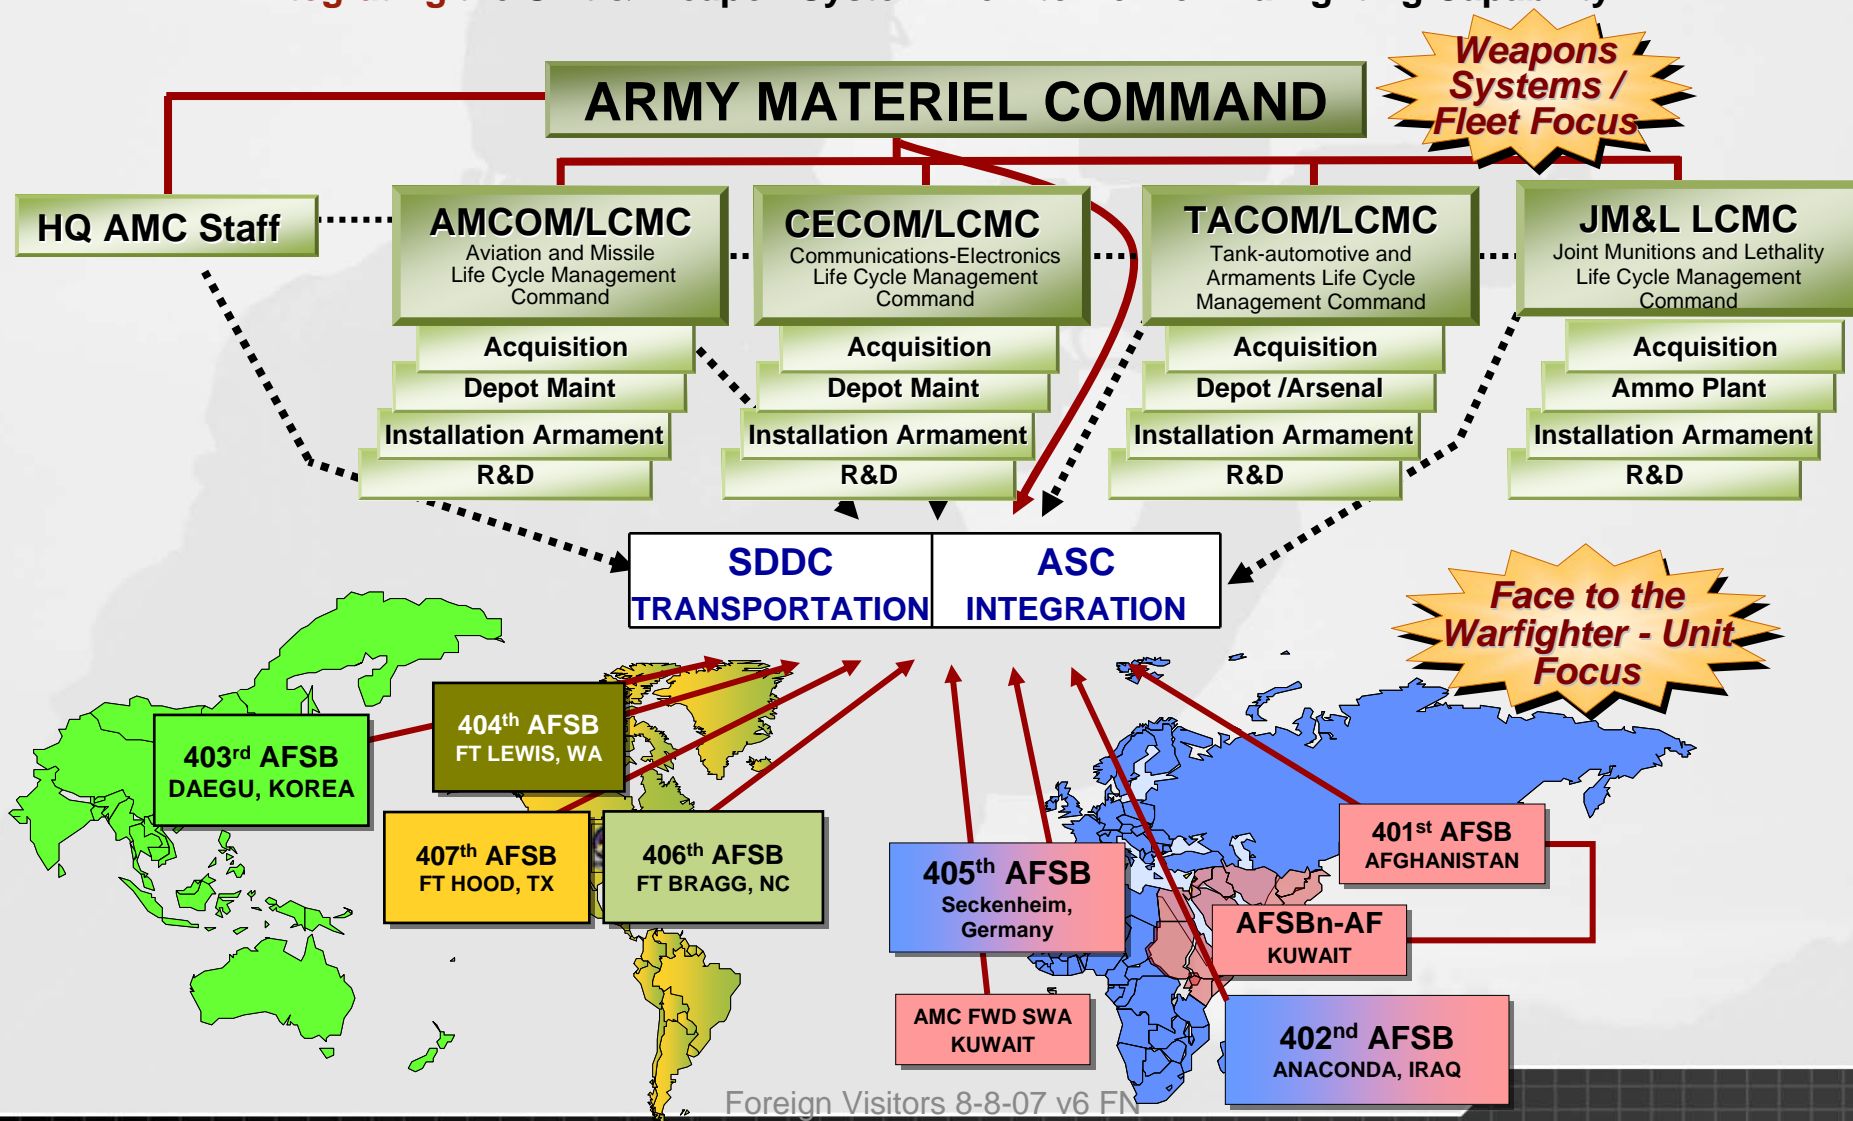 ARMY MATERIEL COMMAND
Weapons
Systems /
Fleet Focus
HQ AMC Staff
AMCOM/LCMC
Aviation and Missile
Life Cycle Management
Command
Acquisition
Depot Maint
Installation Armament
R&D
CECOM/LCMC
Communications-Electronics
Life Cycle Management
Command
Acquisition
Depot Maint
Installation Armament
R&D
TACOM/LCMC
Tank-automotive and
Armaments Life Cycle
Management Command
Acquisition
Depot /Arsenal
Installation Armament
R&D
JM&L LCMC
Joint Munitions and Lethality
Life Cycle Management
Command
Acquisition
Ammo Plant
Installation Armament
R&D
SDDC
TRANSPORTATION
ASC
INTEGRATION
Face to the
Warfighter - Unit
Focus
403rd AFSB
DAEGU, KOREA
404th AFSB
FT LEWIS, WA
407th AFSB
FT HOOD, TX
406th AFSB
FT BRAGG, NC
405th AFSB
Seckenheim,
Germany
401st AFSB
AFGHANISTAN
AFSBn-AF
KUWAIT
AMC FWD SWA
KUWAIT
402nd AFSB
ANACONDA, IRAQ
Foreign Visitors 8-8-07 v6 FN